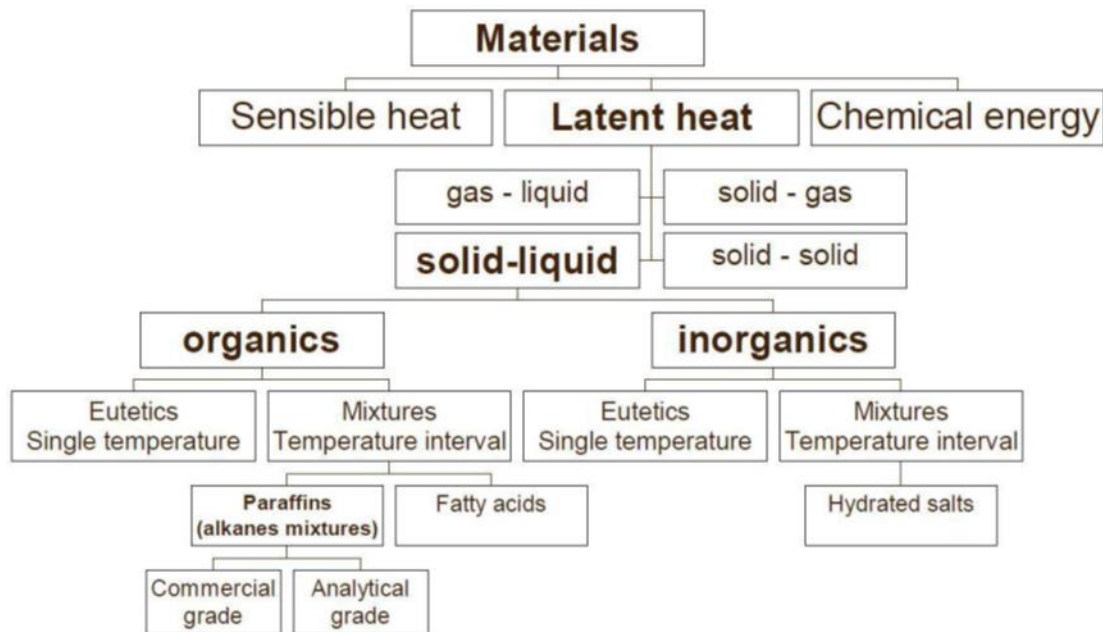 Materials
Sensible heat
Latent heat
Chemical energy
gas - liquid
solid - gas
solid-liquid
solid - solid
organics
inorganics
Eutetics
Single temperature
Mixtures
Temperature interval
Eutetics
Single temperature
Mixtures
Temperature interval
Paraffins
(alkanes mixtures)
Fatty acids
Hydrated salts
Commercial
grade
Analytical
grade